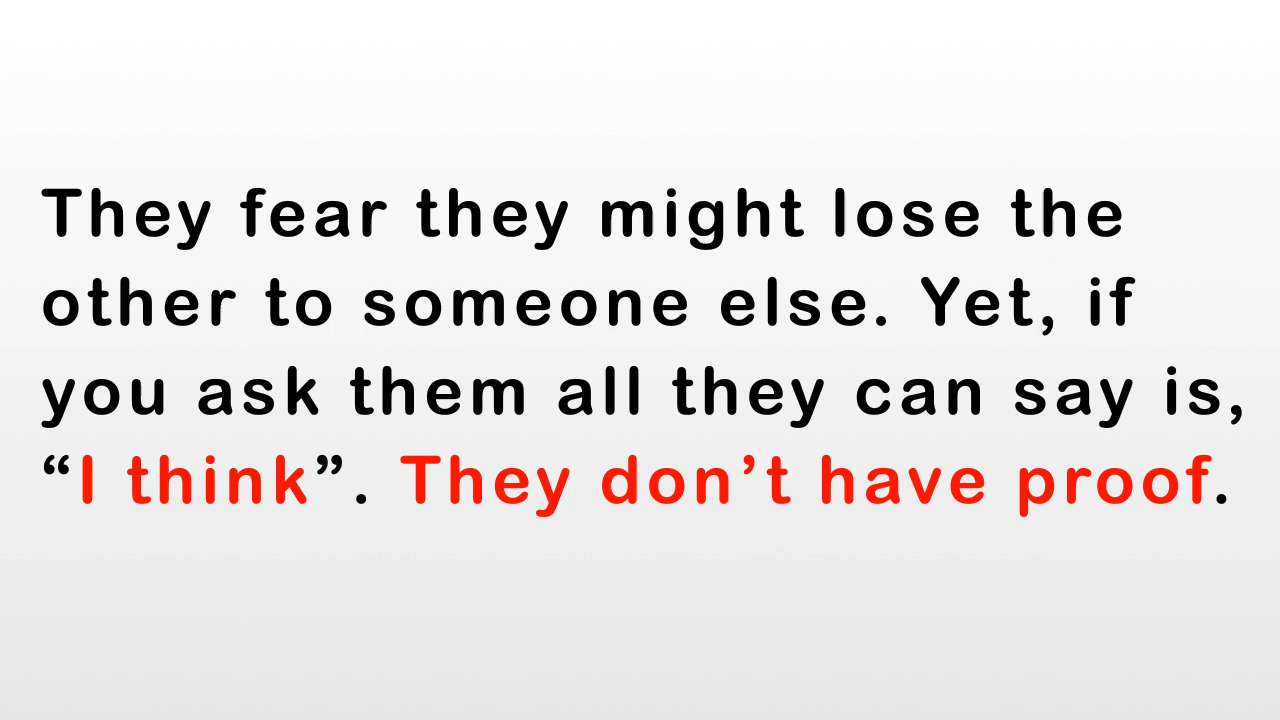 They fear they might lose the
other to someone else. Yet, if
you ask them all they can say is,
“I think”. They don’t have proof.